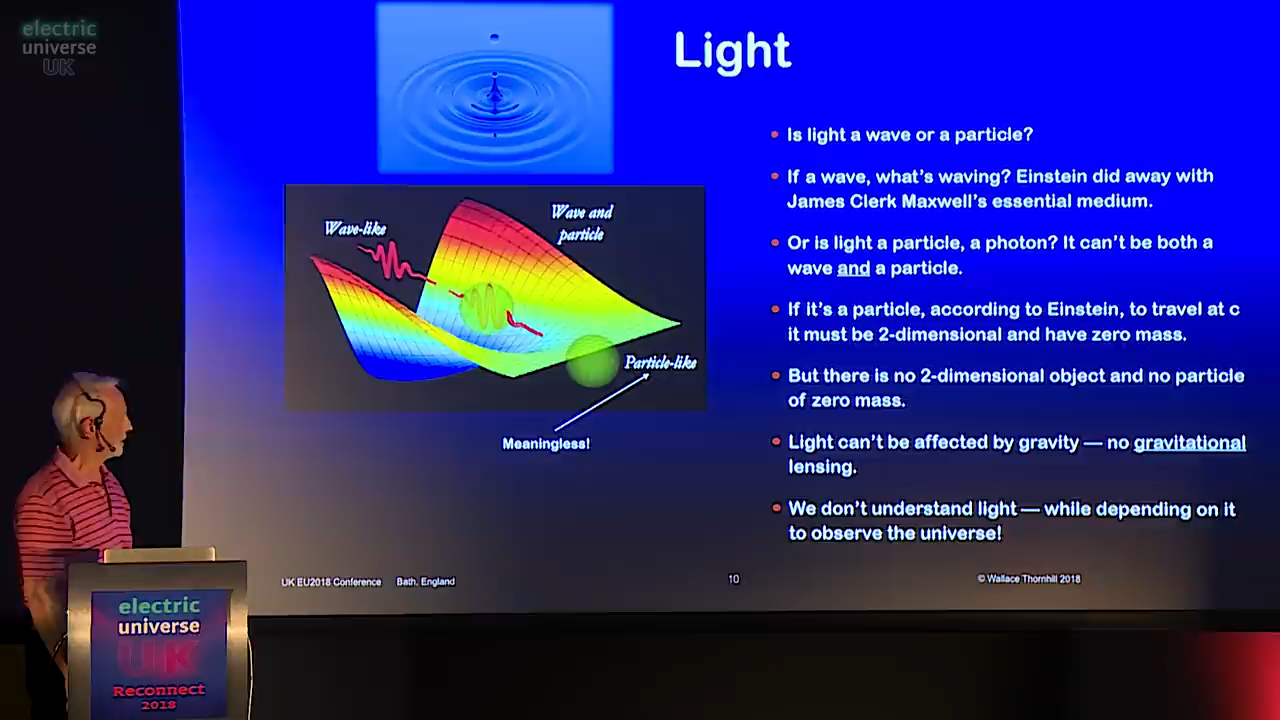 electric
universe
UK
Light
Wave-like
Wave and
particle
Particle-like
Meaningless!
• Is light a wave or a particle?
• If a wave, what's waving? Einstein did away with
James Clerk Maxwell's essential medium.
• Or is light a particle, a photon? It can't be both a
wave and a particle.
• If it's a particle, according to Einstein, to travel at c
it must be 2-dimensional and have zero mass.
• But there is no 2-dimensional object and no particle
of zero mass.
• Light can't be affected by gravity — no gravitational
lensing.
• We don't understand light — while depending on it
to observe the universe!
UK EU2018 Conference Bath, England
10
© Wallace Thornhill 2018
electric
universe
UK
Reconnect
2018